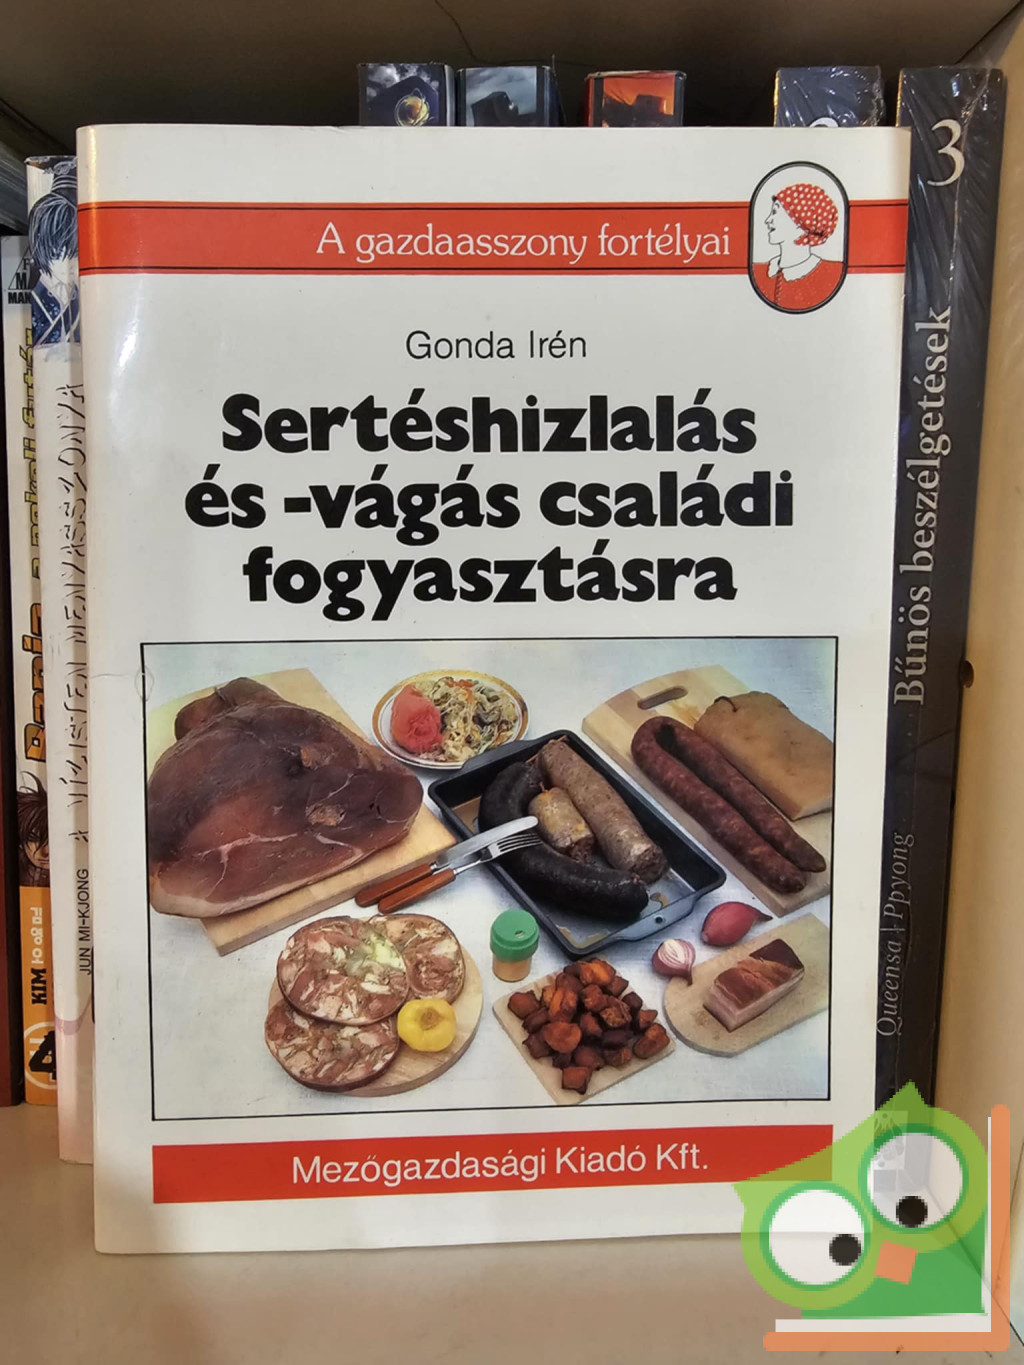 A gazdaasszony fortélyai
Gonda Irén
Sertéshizlalás
és -vágás családi
fogyasztásra
Mezőgazdasági Kiadó Kft.
3
Bűnös beszélgetések
Queensa \ Ppyong
JUN MI-KJONG
KIM
4